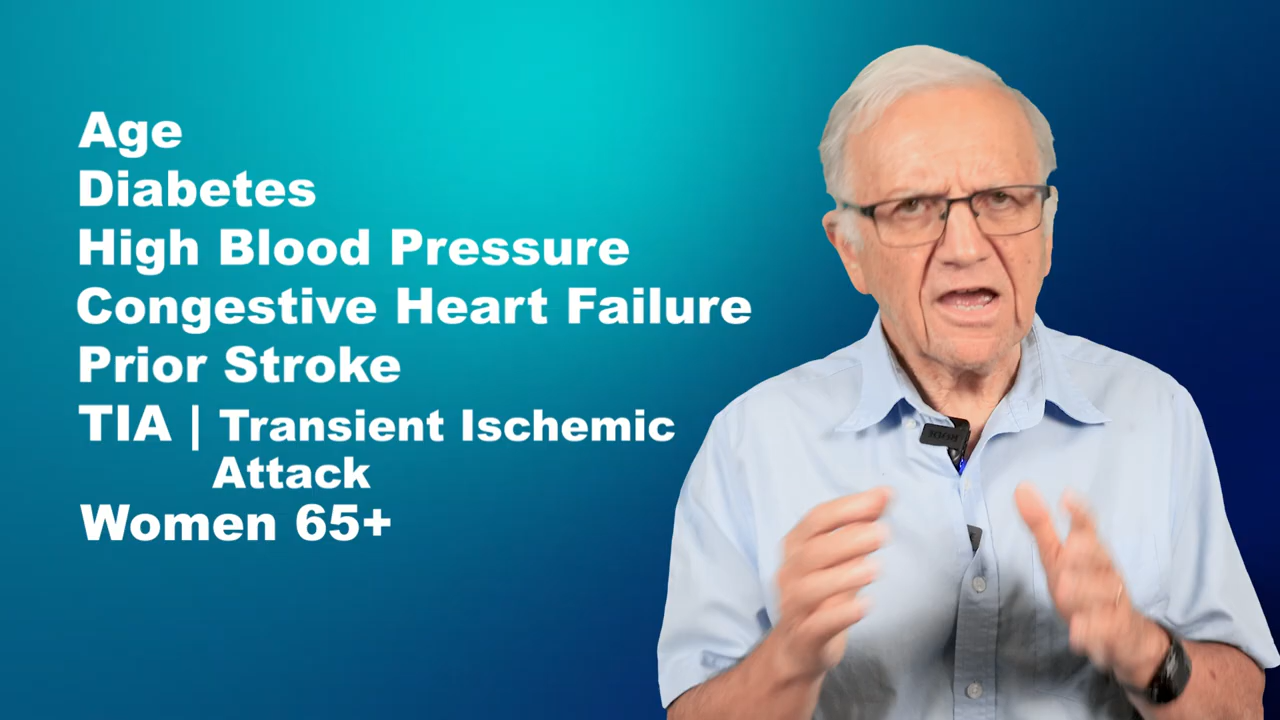 Age
Diabetes
High Blood Pressure
Congestive Heart Failure
Prior Stroke
TIA | Transient Ischemic
Attack
Women 65+